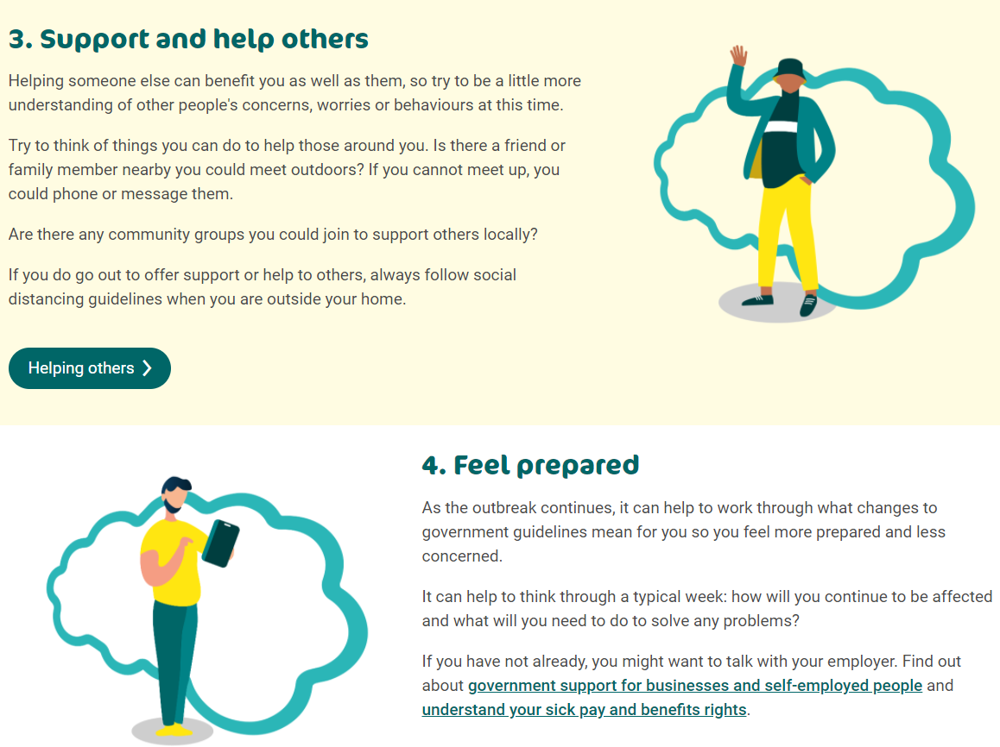 3. Support and help others
Helping someone else can benefit you as well as them, so try to be a little more
understanding of other people's concerns, worries or behaviours at this time.
Try to think of things you can do to help those around you. Is there a friend or
family member nearby you could meet outdoors? If you cannot meet up, you
could phone or message them.
Are there any community groups you could join to support others locally?
If you do go out to offer support or help to others, always follow social
distancing guidelines when you are outside your home.
Helping others
4. Feel prepared
As the outbreak continues, it can help to work through what changes to
government guidelines mean for you so you feel more prepared and less
concerned.
It can help to think through a typical week: how will you continue to be affected
and what will you need to do to solve any problems?
If you have not already, you might want to talk with your employer. Find out
about government support for businesses and self-employed people and
understand your sick pay and benefits rights.